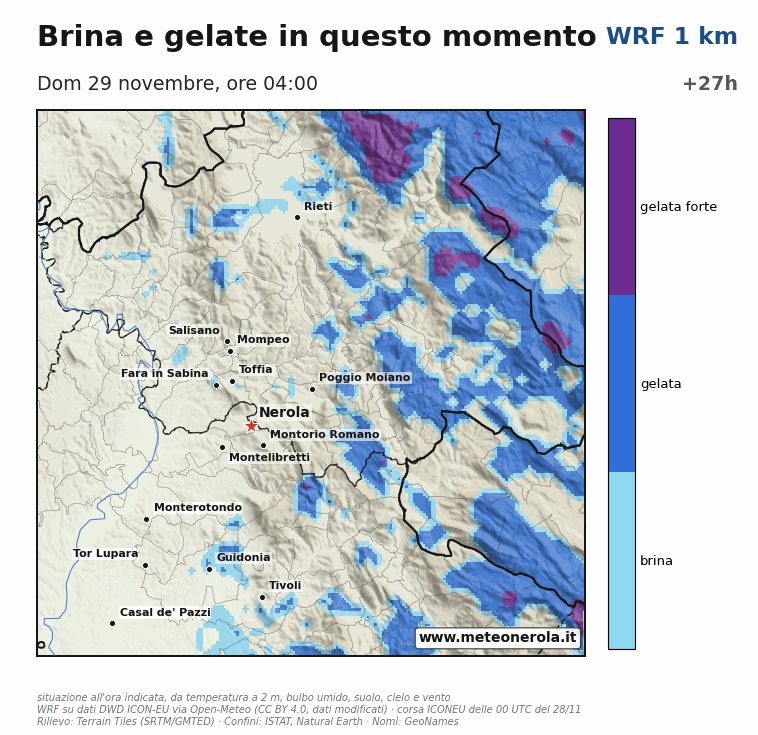 Brina e gelate in questo momento WRF 1 km
Dom 29 novembre, ore 04:00 +27h
Rieti
Salisano
Mompeo
Fara in Sabina
Toffia
Poggio Moiano
Nerola
Montorio Romano
Montelibretti
Monterotondo
Tor Lupara
Guidonia
Tivoli
Casal de' Pazzi
www.meteonerola.it
gelata forte
gelata
brina
situazione all'ora indicata, da temperatura a 2 m, bulbo umido, suolo, cielo e vento
WRF su dati DWD ICON-EU via Open-Meteo (CC BY 4.0, dati modificati) · corsa ICONEU delle 00 UTC del 28/11
Rilievo: Terrain Tiles (SRTM/GMTED) · Confini: ISTAT, Natural Earth · Nomi: GeoNames